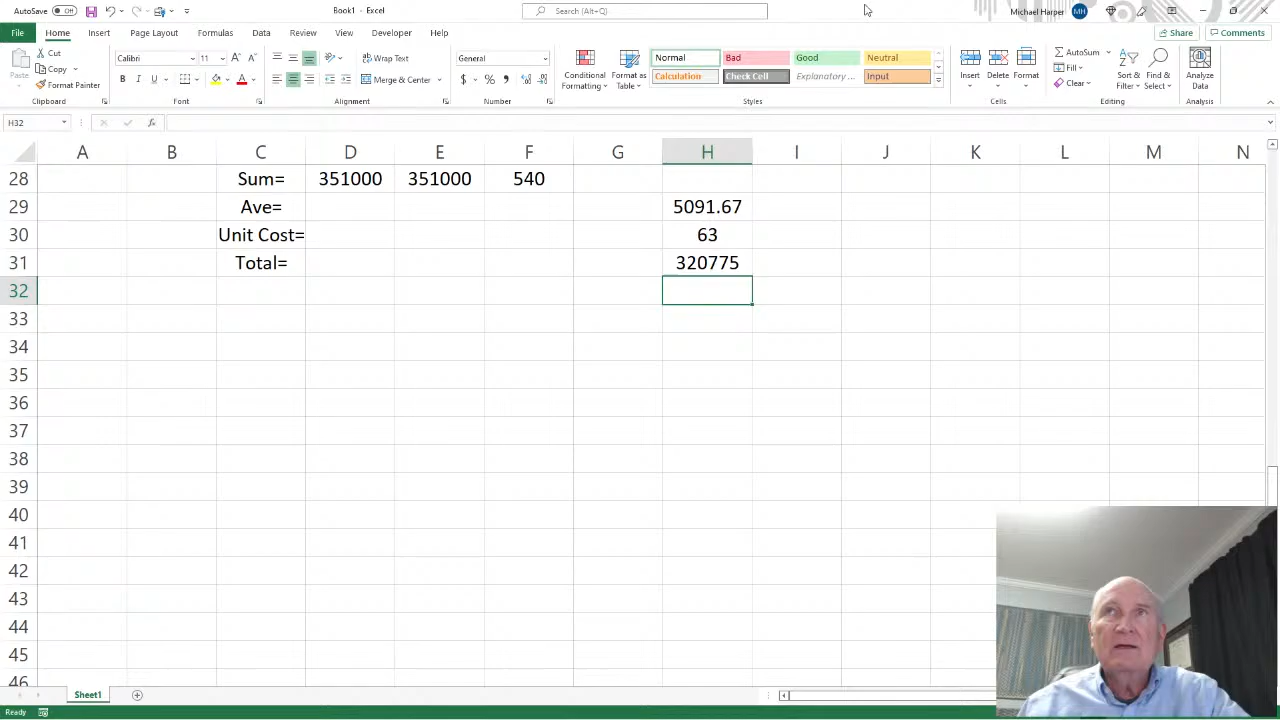 AutoSave Off Book1 - Excel Search (Alt+Q) Michael Harper MH
File Home Insert Page Layout Formulas Data Review View Developer Help Share Comments
Paste Cut Copy Format Painter
Calibri 11 B I U
Wrap Text Merge & Center
General $ % ,
Conditional Formatting Format as Table
Normal Bad Good Neutral
Calculation Check Cell Explanatory ... Input
Insert Delete Format
AutoSum Fill Clear
Sort & Filter Find & Select
Analyze Data
Clipboard Font Alignment Number Styles Cells Editing Analysis
H32 fx
A B C D E F G H I J K L M N
28 Sum= 351000 351000 540
29 Ave= 5091.67
30 Unit Cost= 63
31 Total= 320775
32
33
34
35
36
37
38
39
40
41
42
43
44
45
46
Sheet1
Ready